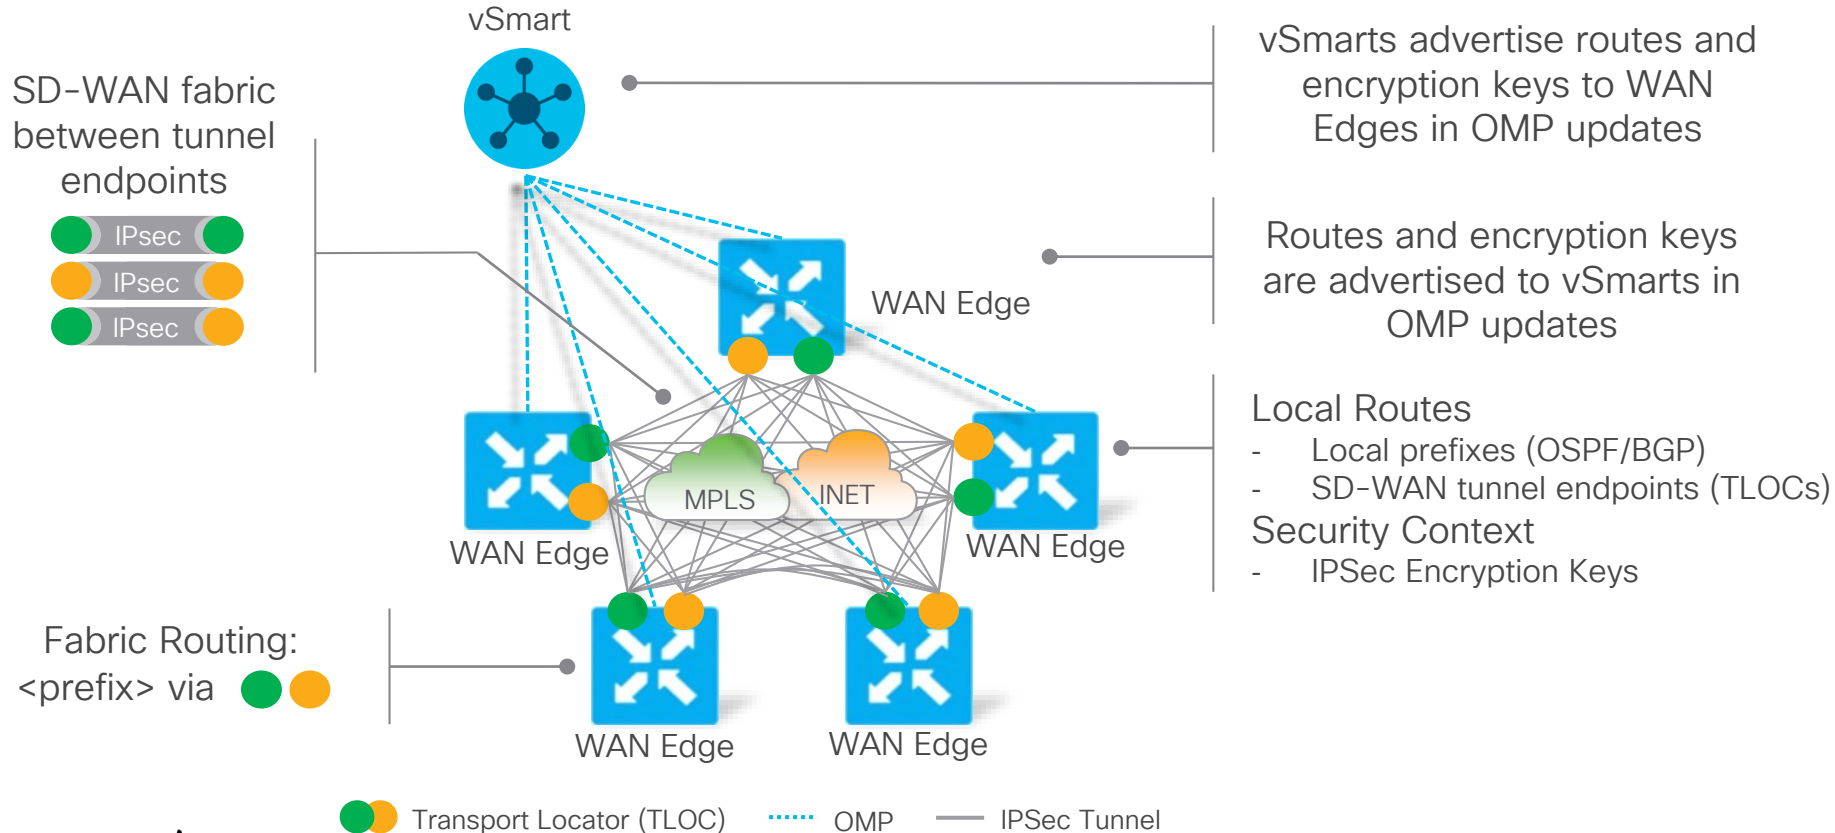 vSmart
SD-WAN fabric
between tunnel
endpoints
IPsec
IPsec
IPsec
vSmarts advertise routes and
encryption keys to WAN
Edges in OMP updates
Routes and encryption keys
are advertised to vSmarts in
OMP updates
WAN Edge
Local Routes
- Local prefixes (OSPF/BGP)
- SD-WAN tunnel endpoints (TLOCs)
Security Context
- IPSec Encryption Keys
MPLS
INET
WAN Edge
WAN Edge
Fabric Routing:
<prefix> via
WAN Edge
WAN Edge
Transport Locator (TLOC)
OMP
IPSec Tunnel